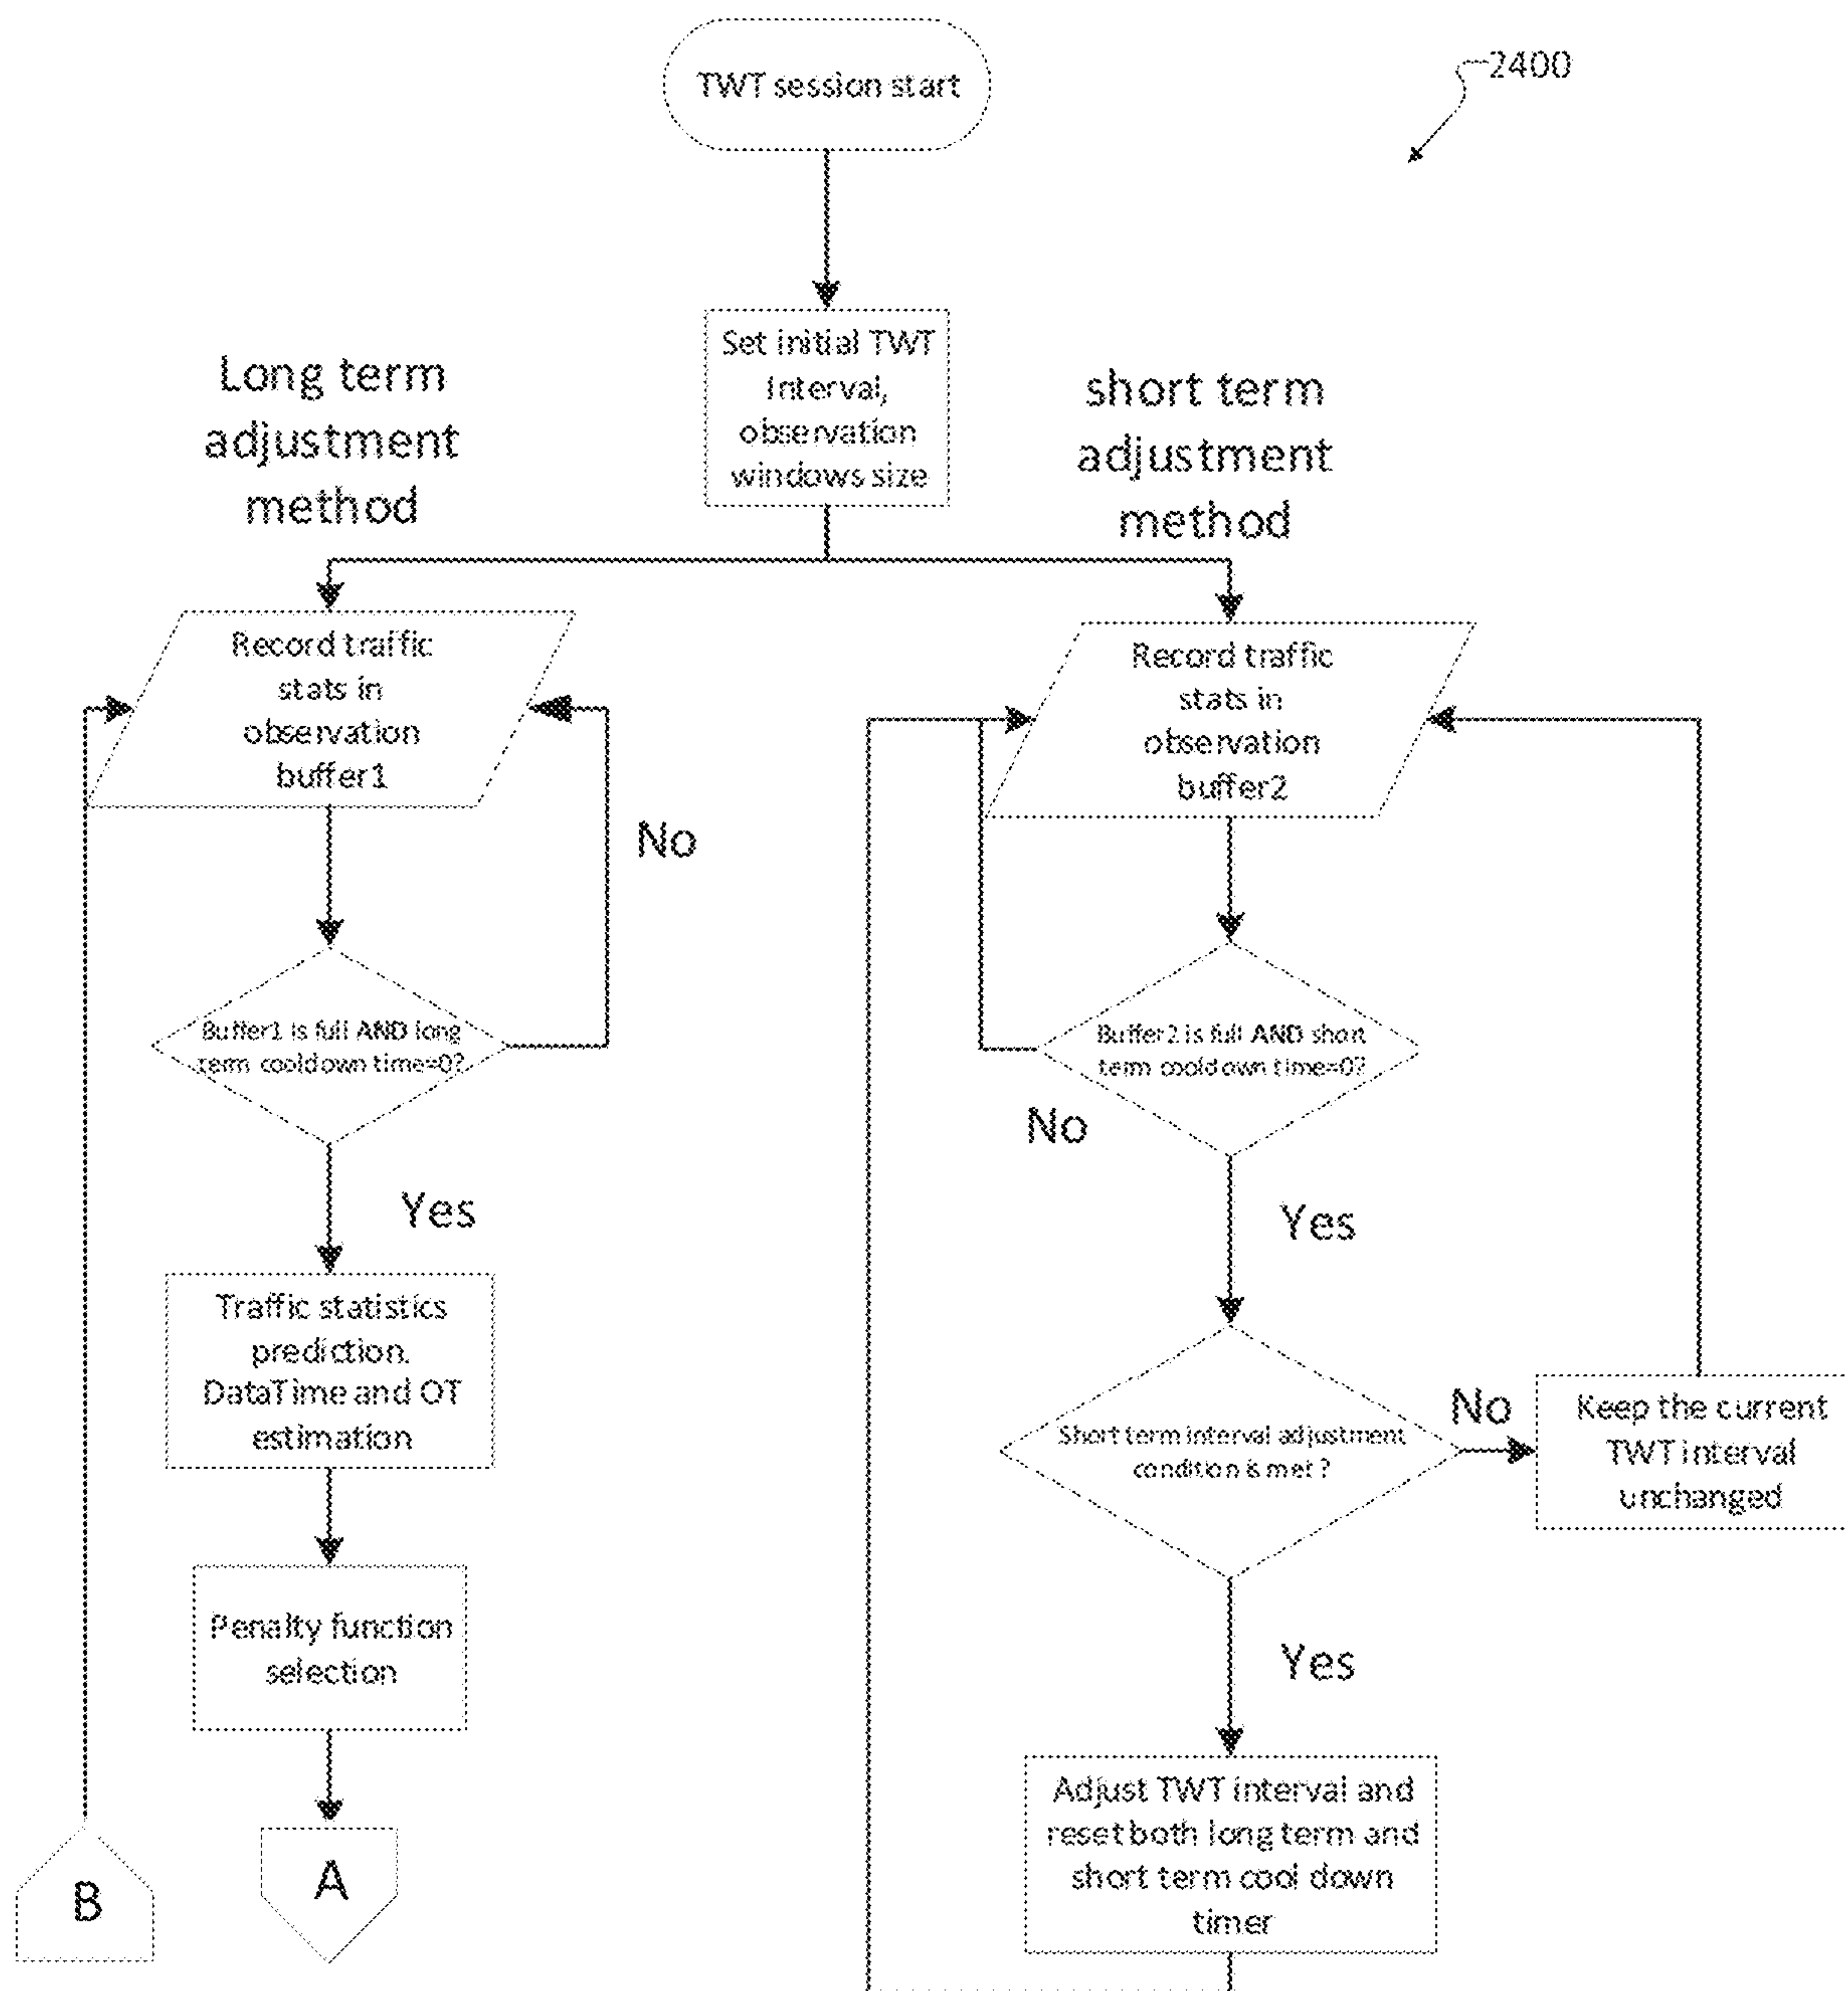 TWT session start
2400
Set initial TWT
Interval,
observation
windows size
Long term
adjustment
method
short term
adjustment
method
Record traffic
stats in
observation
buffer1
No
Buffer1 is full AND long
term cooldown time=0?
Yes
Traffic statistics
prediction.
DataTime and OT
estimation
Penalty function
selection
B
A
Record traffic
stats in
observation
buffer2
Buffer2 is full AND short
term cooldown time=0?
No
Yes
Short term interval adjustment
condition is met?
No
Keep the current
TWT interval
unchanged
Yes
Adjust TWT interval and
reset both long term and
short term cool down
timer